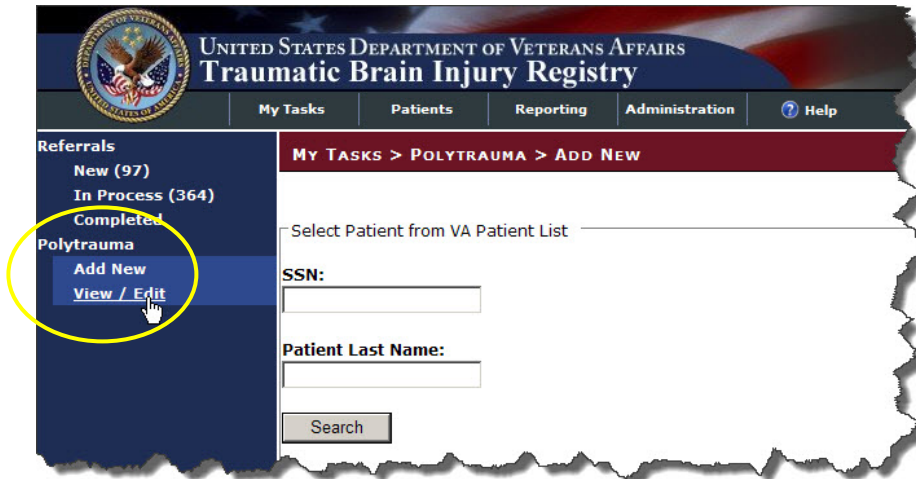 UNITED STATES DEPARTMENT OF VETERANS AFFAIRS
Traumatic Brain Injury Registry
My Tasks Patients Reporting Administration ? Help
Referrals
New (97)
In Process (364)
Completed
Polytrauma
Add New
View / Edit
MY TASKS > POLYTRAUMA > ADD NEW
Select Patient from VA Patient List
SSN:
Patient Last Name:
Search